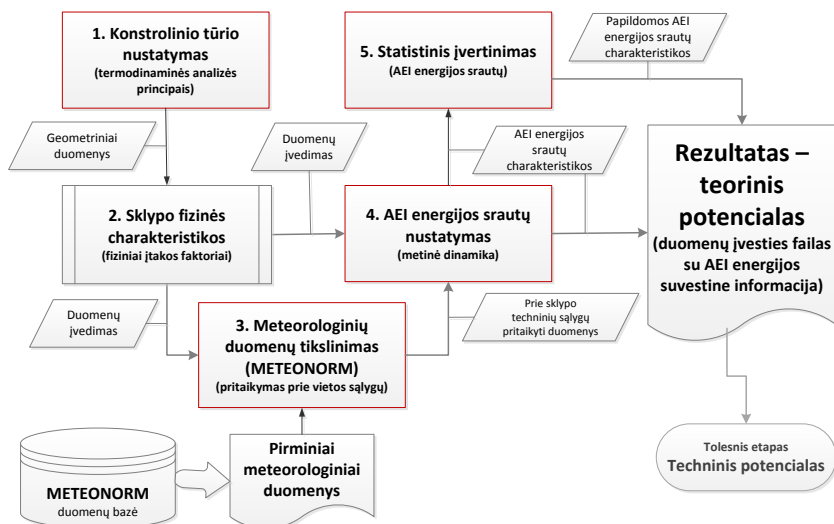 1. Konstrolinio tūrio
nustatymas
(termodinaminės analizės
principais)
5. Statistinis įvertinimas
(AEI energijos srautų)
Papildomos AEI
energijos srautų
charakteristikos
Geometriniai
duomenys
Duomenų
įvedimas
AEI energijos
srautų
charakteristikos
2. Sklypo fizinės
charakteristikos
(fiziniai įtakos faktoriai)
4. AEI energijos srautų
nustatymas
(metinė dinamika)
Rezultatas –
teorinis
potencialas
(duomenų įvesties failas
su AEI energijos
suvestine informacija)
Duomenų
įvedimas
3. Meteorologinių
duomenų tikslinimas
(METEONORM)
(pritaikymas prie vietos sąlygų)
Prie sklypo
techninių sąlygų
pritaikyti duomenys
METEONORM
duomenų bazė
Pirminiai
meteorologiniai
duomenys
Tolesnis etapas
Techninis potencialas